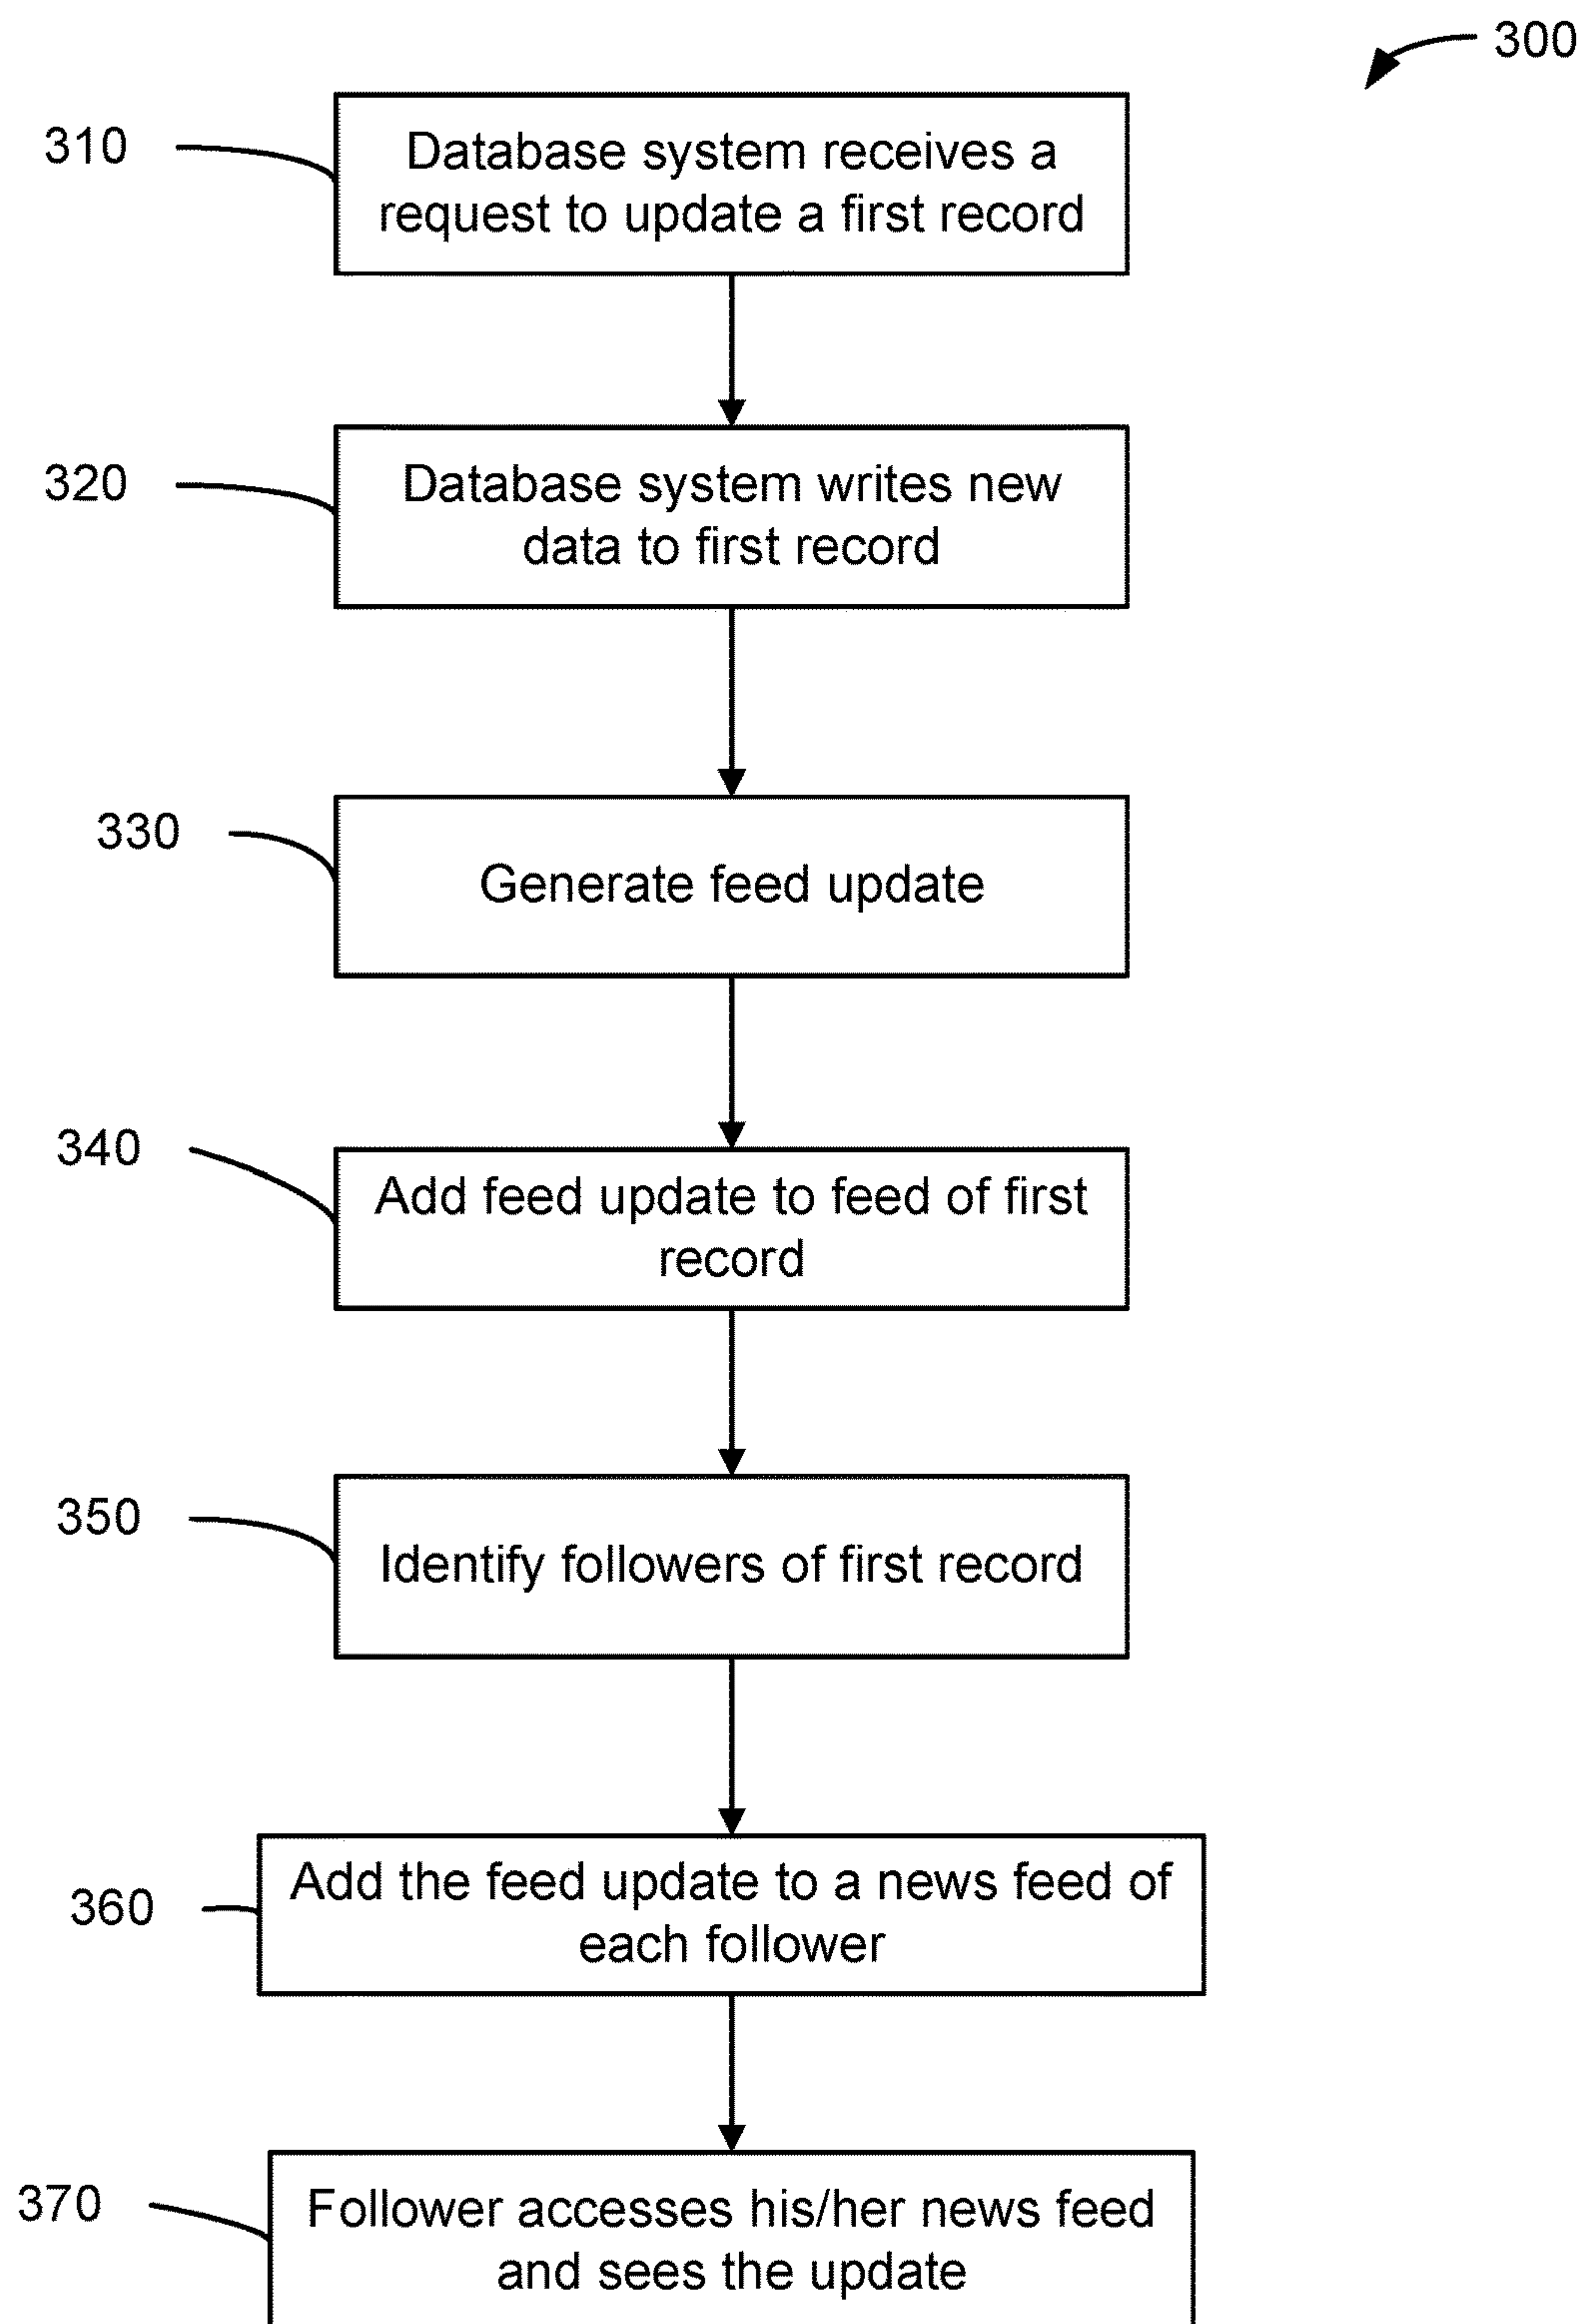 300
310
Database system receives a
request to update a first record
320
Database system writes new
data to first record
330
Generate feed update
340
Add feed update to feed of first
record
350
Identify followers of first record
360
Add the feed update to a news feed of
each follower
370
Follower accesses his/her news feed
and sees the update